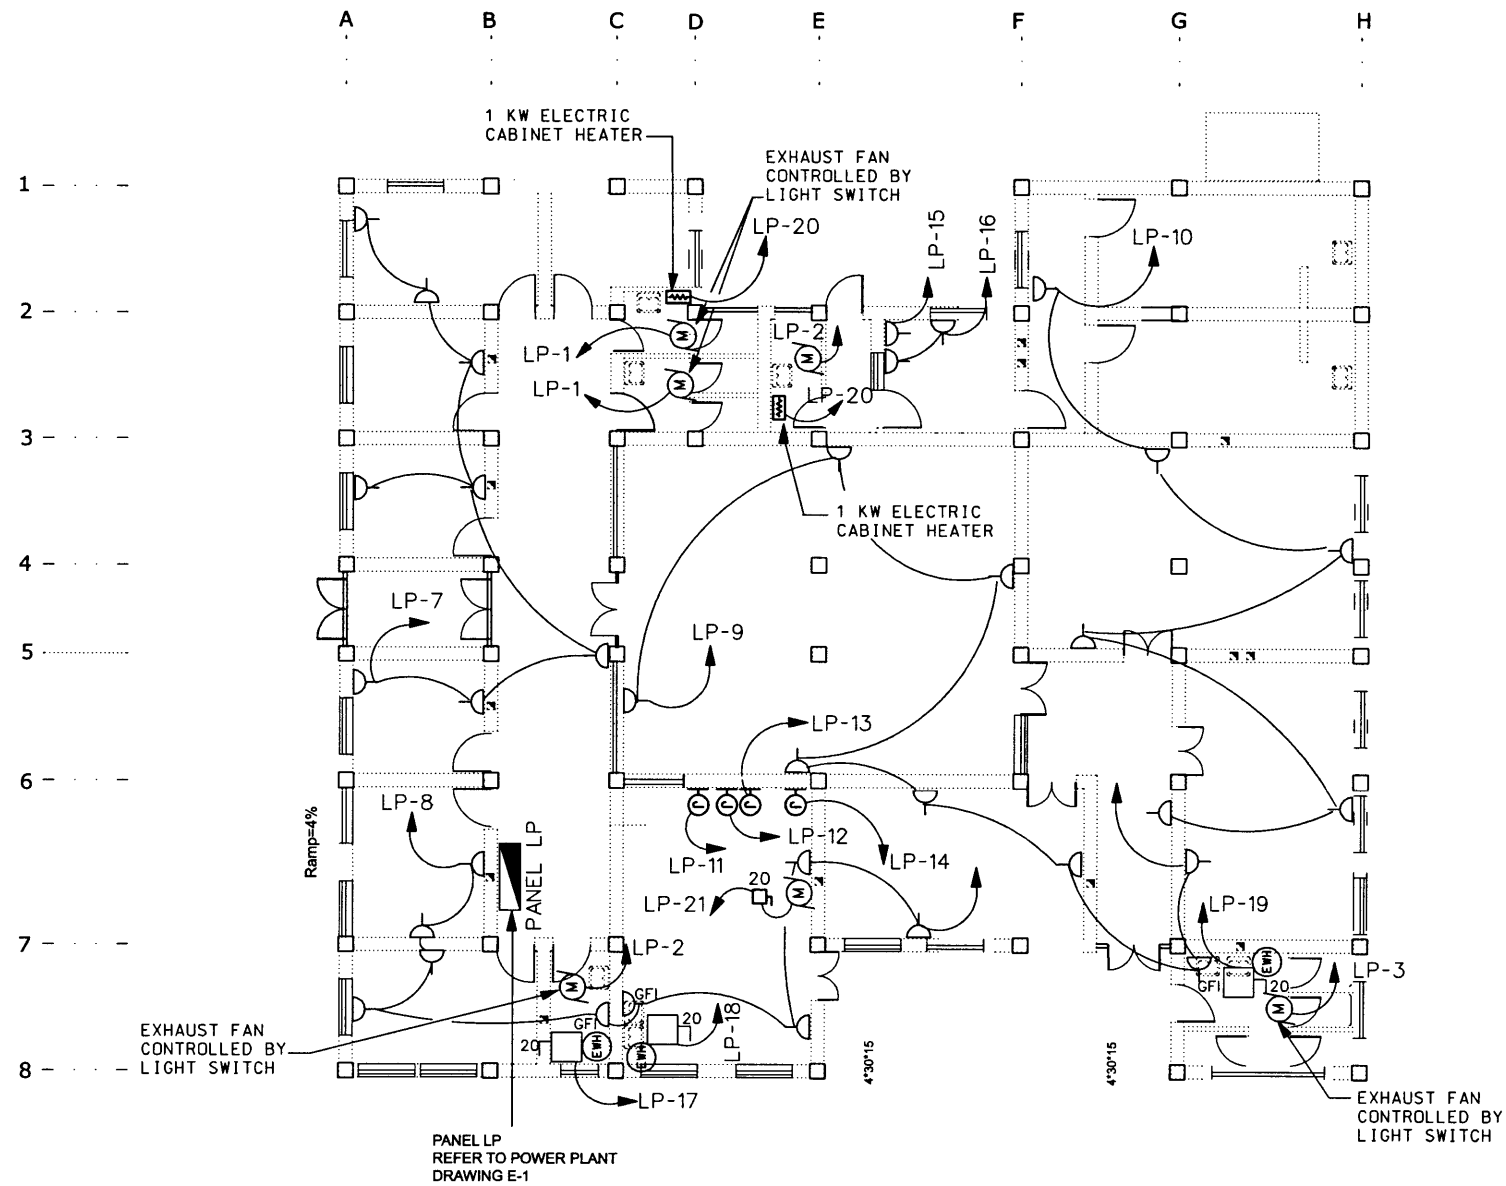 A B C D E F G H
1 KW ELECTRIC
CABINET HEATER
EXHAUST FAN
CONTROLLED BY
LIGHT SWITCH
1
LP-20
LP-15
LP-16
LP-10
2
M
LP-2
LP-1
M
M
LP-1
LP-20
3
1 KW ELECTRIC
CABINET HEATER
4
LP-7
LP-9
5
LP-13
6
LP-8
Ramp=4%
PANEL LP
J J J J
LP-12
LP-11
LP-14
20
LP-21
M
LP-19
7
LP-2
EWH
LP-3
M
GFI
GFI
20
M
GFI
20
LP-18
EXHAUST FAN
CONTROLLED BY
LIGHT SWITCH
20
EWH
EWH
4*30*15
4*30*15
8
LP-17
EXHAUST FAN
CONTROLLED BY
LIGHT SWITCH
PANEL LP
REFER TO POWER PLANT
DRAWING E-1